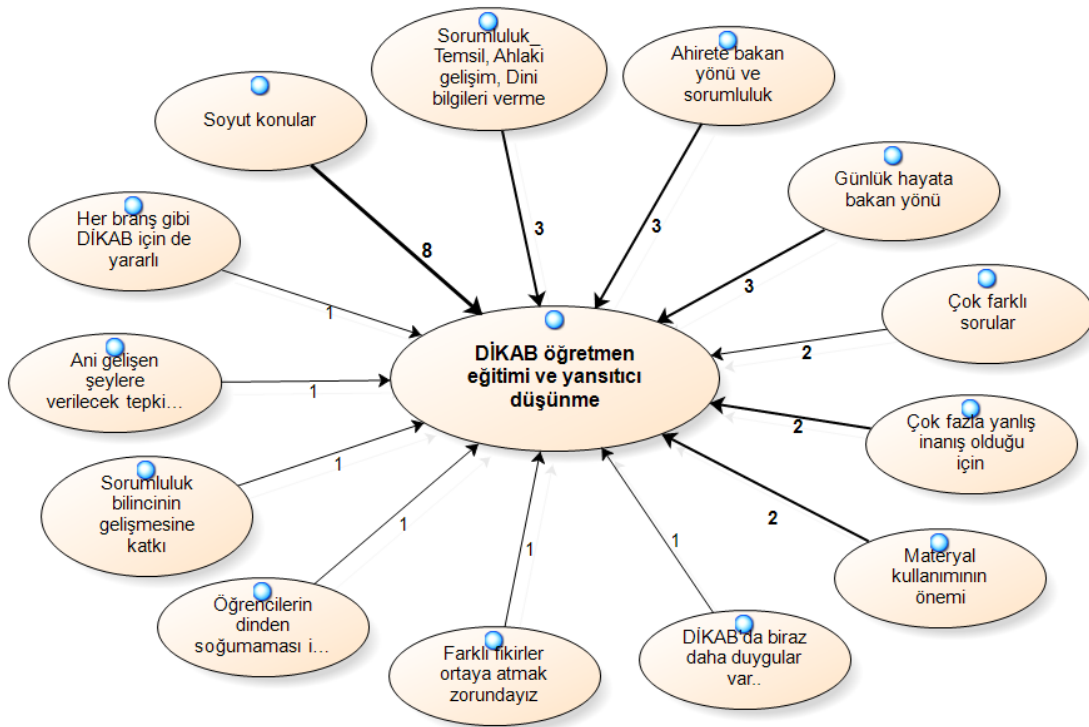 Sorumluluk_
Temsil, Ahlaki
gelişim, Dini
bilgileri verme
Ahirete bakan
yönü ve
sorumluluk
Soyut konular
Günlük hayata
bakan yönü
Her branş gibi
DİKAB için de
yararlı
8
3
3
3
1
Çok farklı
sorular
2
DİKAB öğretmen
eğitimi ve yansıtıcı
düşünme
Ani gelişen
şeylere
verilecek tepki...
1
Çok fazla yanlış
inanış olduğu
için
2
Sorumluluk
bilincinin
gelişmesine
katkı
1
1
1
1
2
Materyal
kullanımının
önemi
Öğrencilerin
dinden
soğumaması i...
Farklı fikirler
ortaya atmak
zorundayız
DİKAB'da biraz
daha duygular
var..